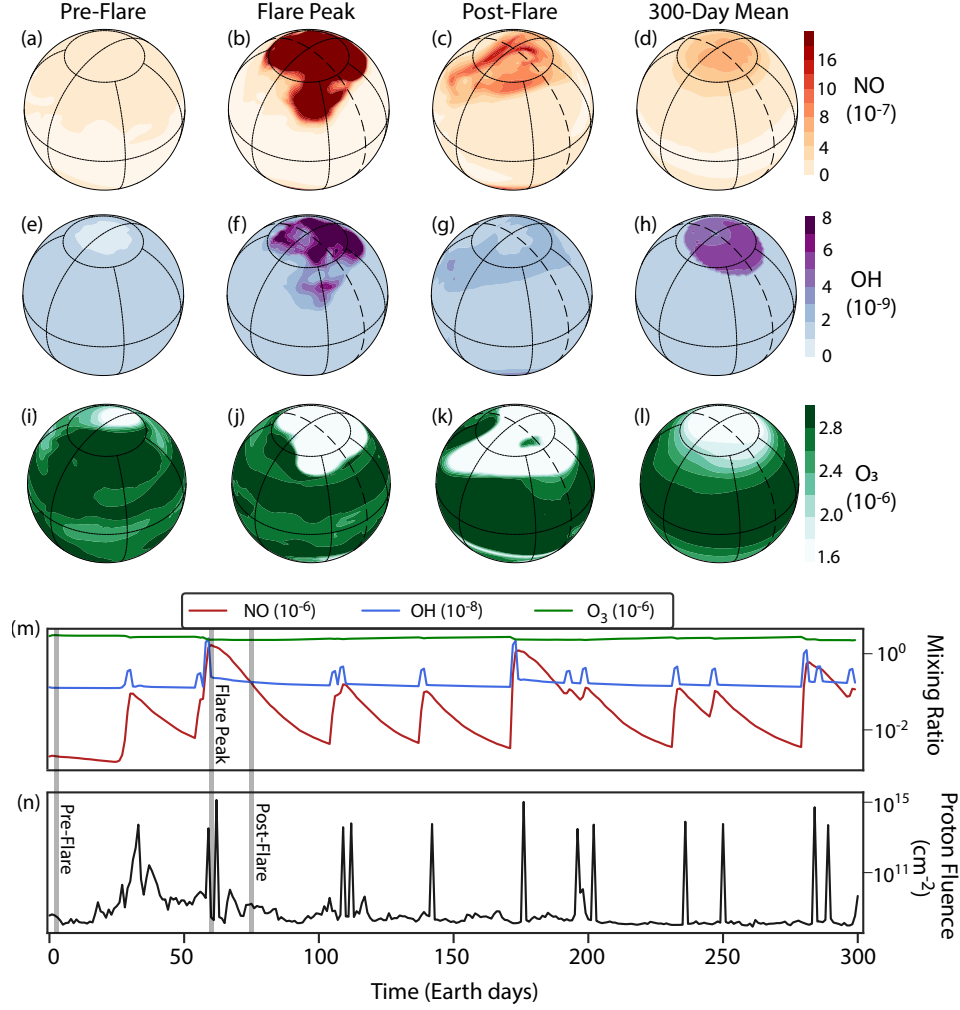 Pre-Flare Flare Peak Post-Flare 300-Day Mean
(a) (b) (c) (d)
16
10
8
4
0
NO
(10⁻⁷)
(e) (f) (g) (h)
8
6
4
2
0
OH
(10⁻⁹)
(i) (j) (k) (l)
2.8
2.4
2.0
1.6
O₃
(10⁻⁶)
NO (10⁻⁶) OH (10⁻⁸) O₃ (10⁻⁶)
(m)
Flare Peak
10⁰
10⁻²
Mixing Ratio
(n)
Pre-Flare
Post-Flare
10¹⁵
10¹¹
Proton Fluence
(cm⁻²)
0 50 100 150 200 250 300
Time (Earth days)